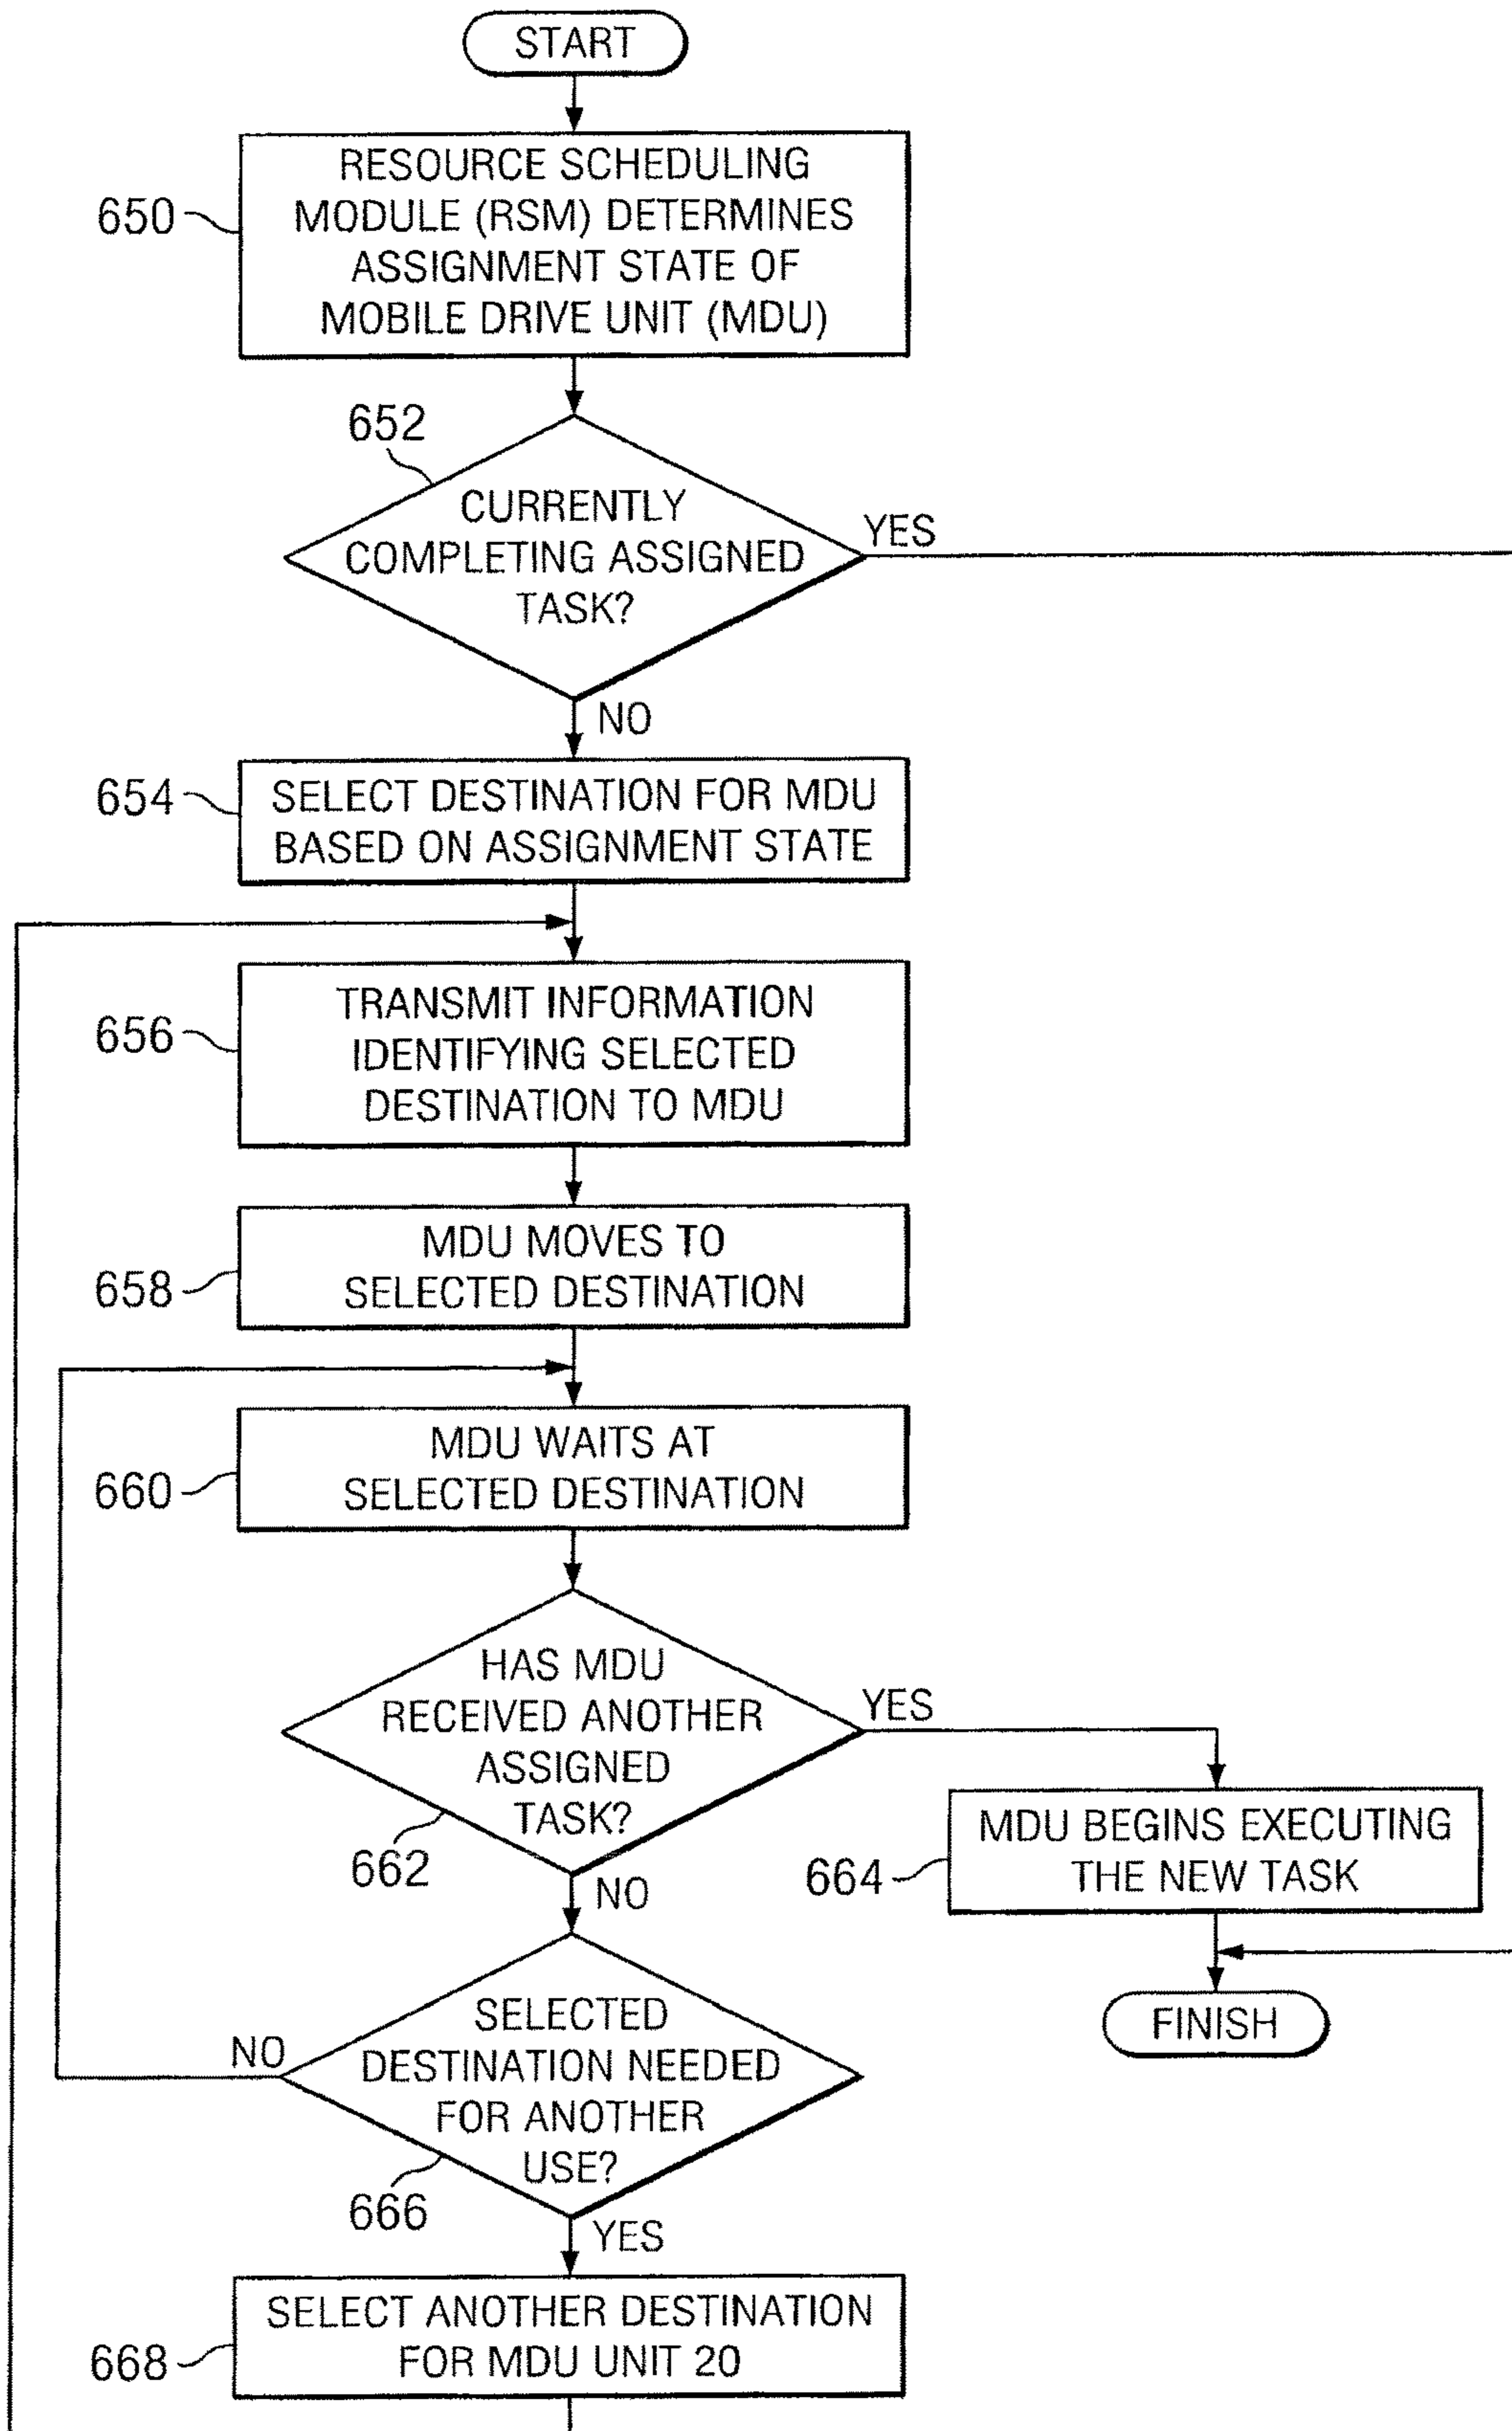 START
RESOURCE SCHEDULING
MODULE (RSM) DETERMINES
ASSIGNMENT STATE OF
MOBILE DRIVE UNIT (MDU)
650
652
CURRENTLY
COMPLETING ASSIGNED
TASK?
YES
NO
654
SELECT DESTINATION FOR MDU
BASED ON ASSIGNMENT STATE
656
TRANSMIT INFORMATION
IDENTIFYING SELECTED
DESTINATION TO MDU
658
MDU MOVES TO
SELECTED DESTINATION
660
MDU WAITS AT
SELECTED DESTINATION
HAS MDU
RECEIVED ANOTHER
ASSIGNED
TASK?
YES
662
NO
664
MDU BEGINS EXECUTING
THE NEW TASK
FINISH
SELECTED
DESTINATION NEEDED
FOR ANOTHER
USE?
NO
666
YES
668
SELECT ANOTHER DESTINATION
FOR MDU UNIT 20